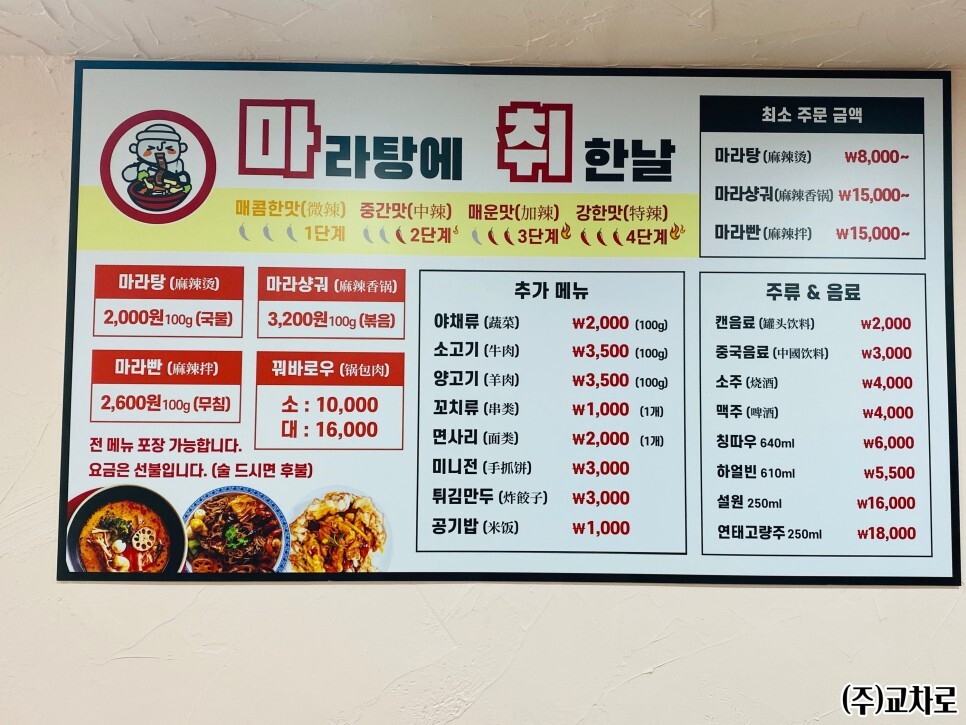 마라탕에 취한날
매콤한맛(微辣) 중간맛(中辣) 매운맛(加辣) 강한맛(特辣)
1단계 2단계 3단계 4단계
최소 주문 금액
마라탕 (麻辣烫) ₩8,000~
마라샹궈(麻辣香锅) ₩15,000~
마라빤 (麻辣拌) ₩15,000~
마라탕 (麻辣烫)
2,000원100g (국물)
마라샹궈 (麻辣香锅)
3,200원100g (볶음)
마라빤 (麻辣拌)
2,600원100g (무침)
꿔바로우 (锅包肉)
소 : 10,000
대 : 16,000
전 메뉴 포장 가능합니다.
요금은 선불입니다. (술 드시면 후불)
추가 메뉴
야채류 (蔬菜) ₩2,000 (100g)
소고기 (牛肉) ₩3,500 (100g)
양고기 (羊肉) ₩3,500 (100g)
꼬치류 (串类) ₩1,000 (1개)
면사리 (面类) ₩2,000 (1개)
미니전 (手抓饼) ₩3,000
튀김만두 (炸餃子) ₩3,000
공기밥 (米饭) ₩1,000
주류 & 음료
캔음료 (罐头饮料) ₩2,000
중국음료 (中國饮料) ₩3,000
소주 (烧酒) ₩4,000
맥주 (啤酒) ₩4,000
칭따우 640ml ₩6,000
하얼빈 610ml ₩5,500
설원 250ml ₩16,000
연태고량주 250ml ₩18,000
(주)교차로